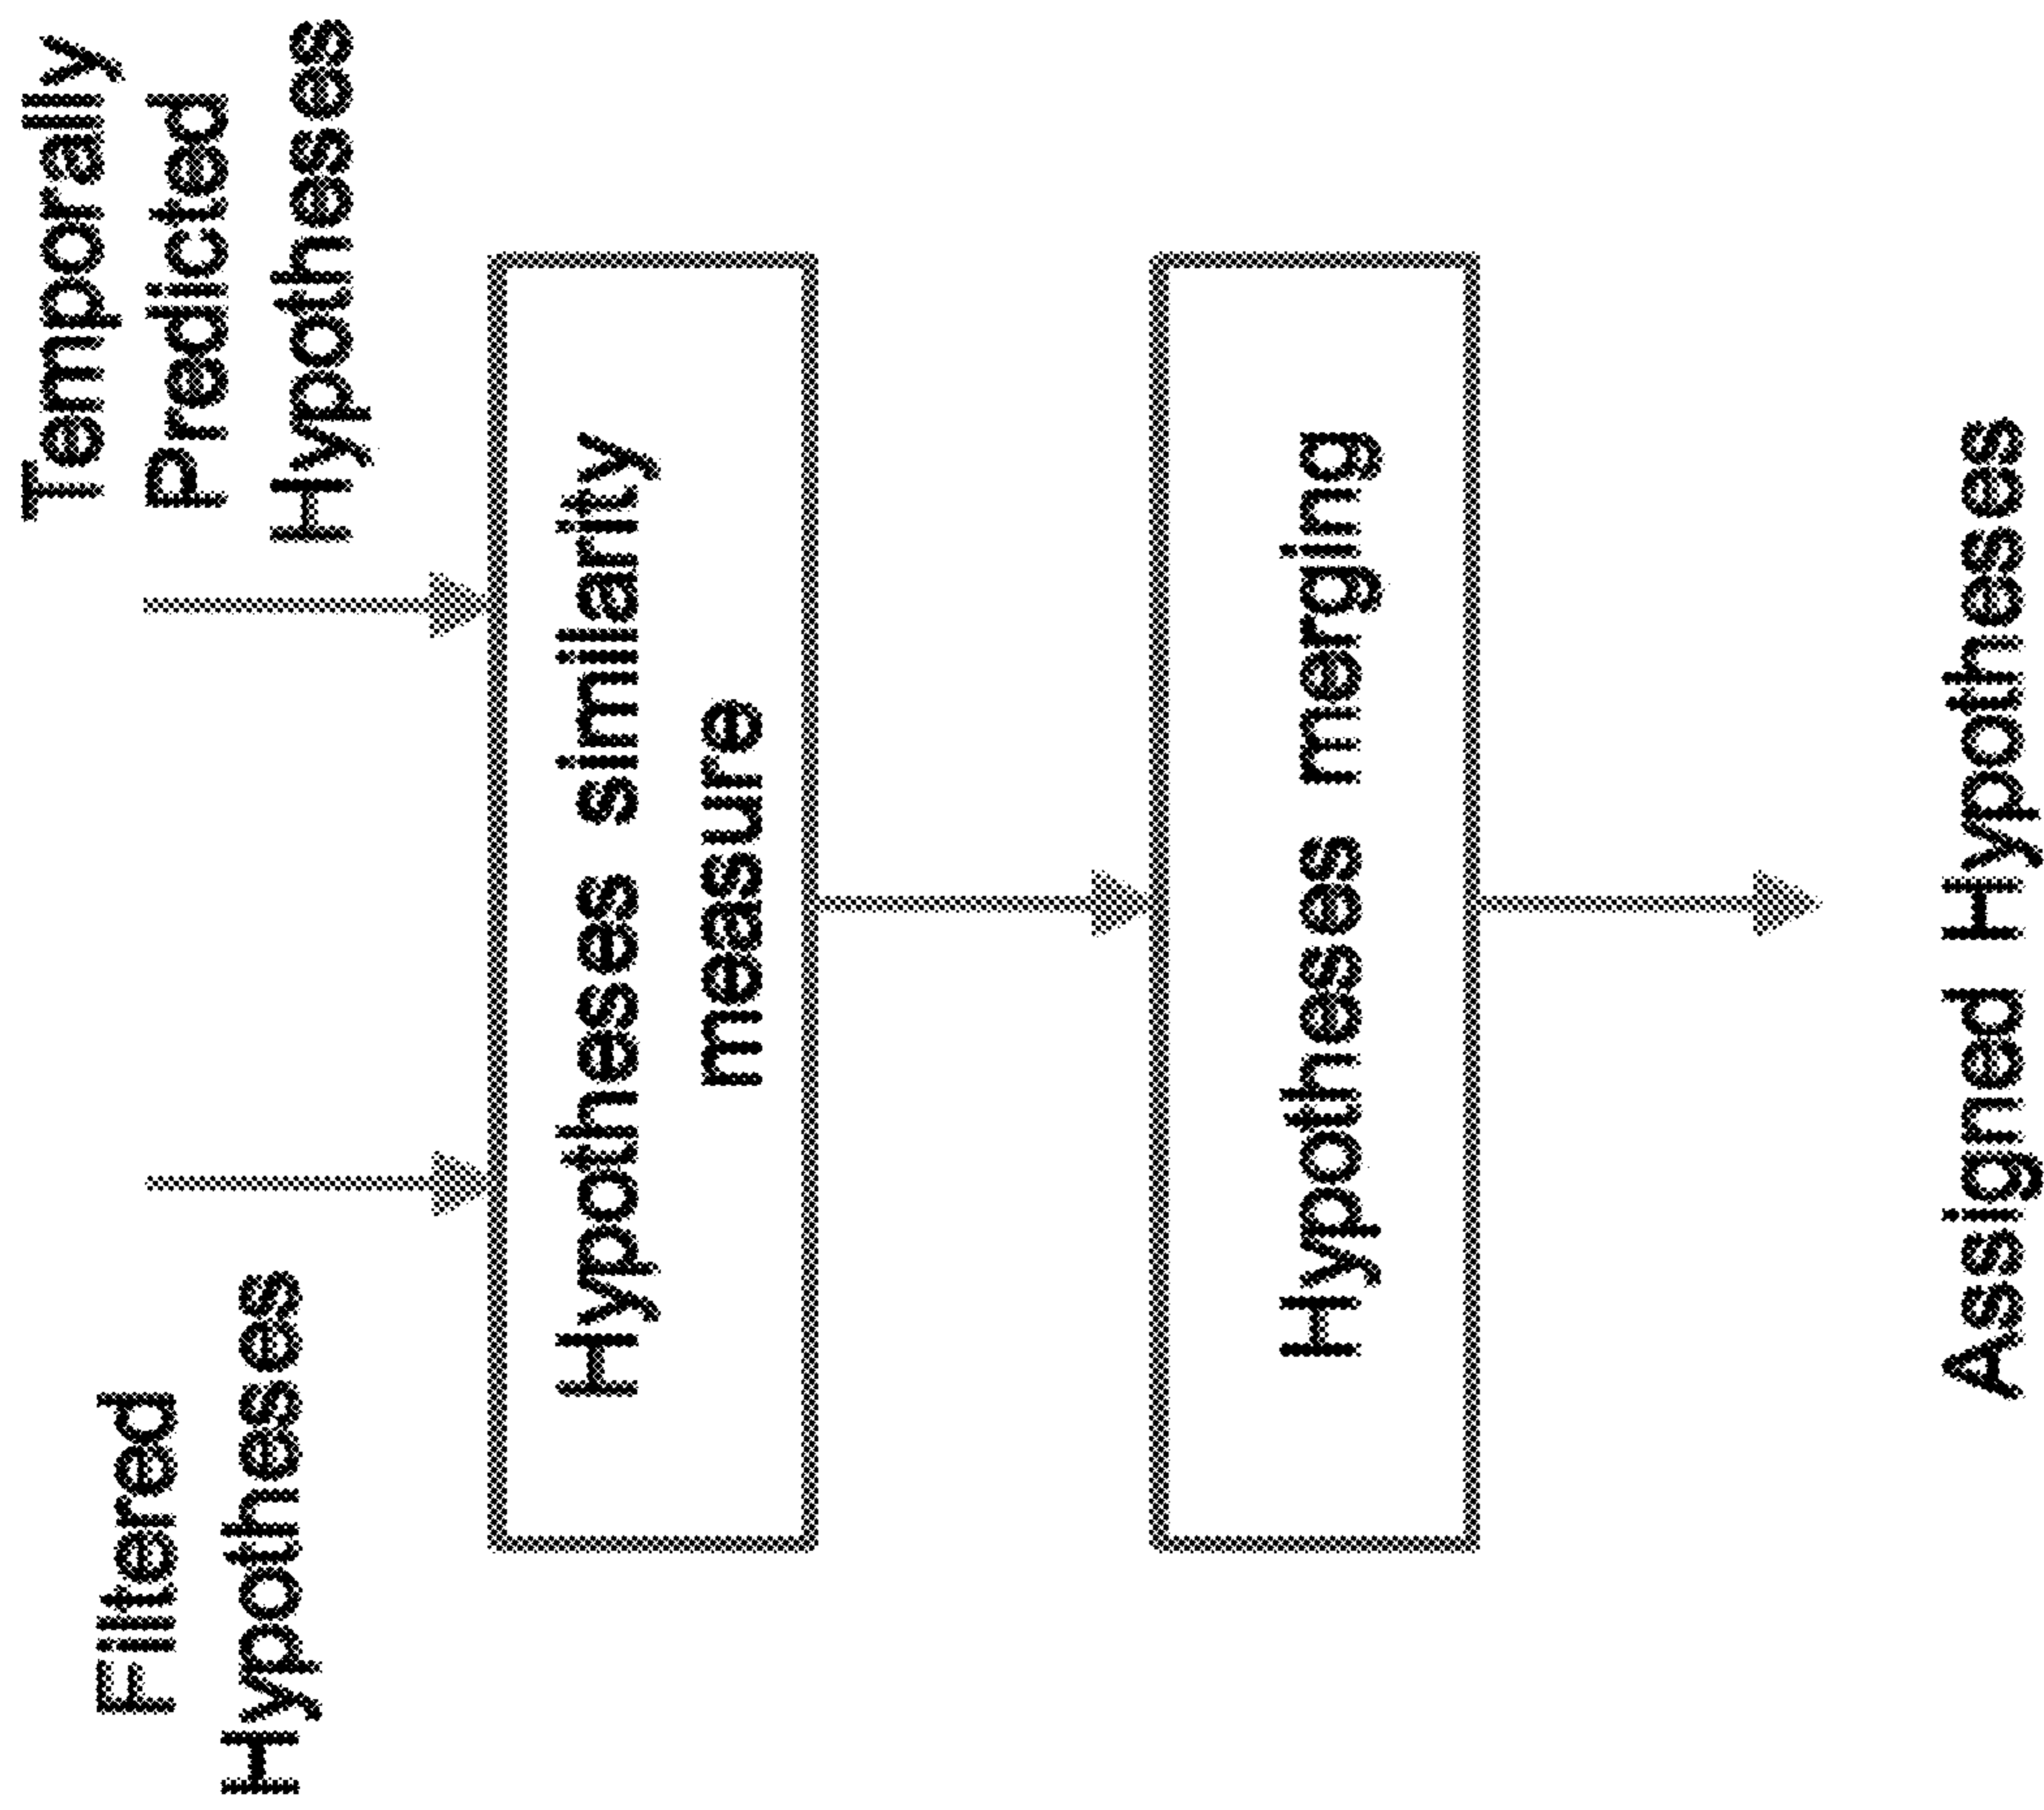 Filtered
Hypotheses
Temporally
Predicted
Hypotheses
Hypotheses similarity
measure
Hypotheses merging
Assigned Hypotheses